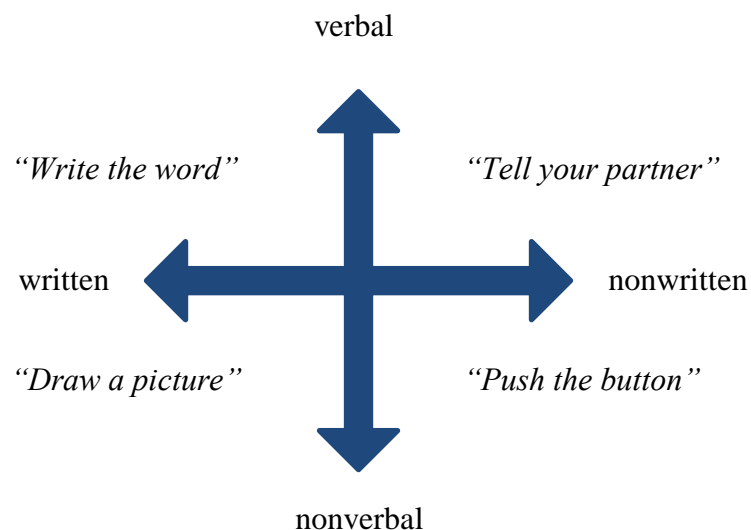 verbal
“Write the word”
“Tell your partner”
written
nonwritten
“Draw a picture”
“Push the button”
nonverbal